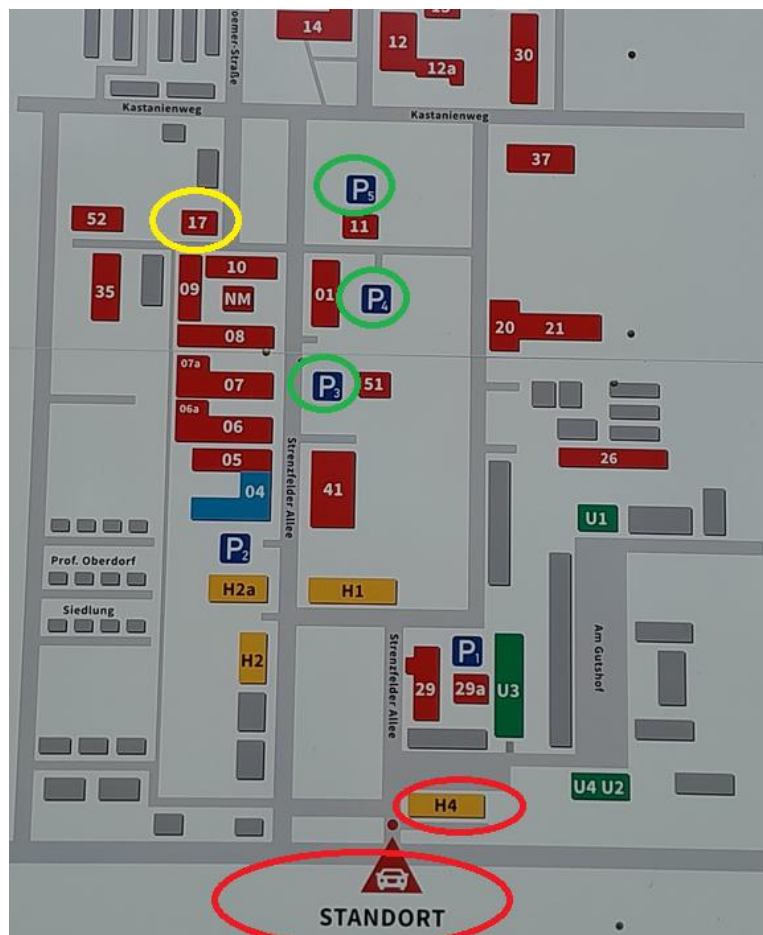 14
12
12a
30
Kastanienweg
Kastanienweg
37
P5
52
17
11
35
09
10
NM
01
P4
08
20
21
07a
07
P3
51
06a
06
05
26
04
41
Strenzfelder Allee
U1
P2
Prof. Oberdorf
Siedlung
H2a
H1
H2
Strenzfelder Allee
P1
29
29a
U3
Am Gutshof
H4
U4 U2
STANDORT